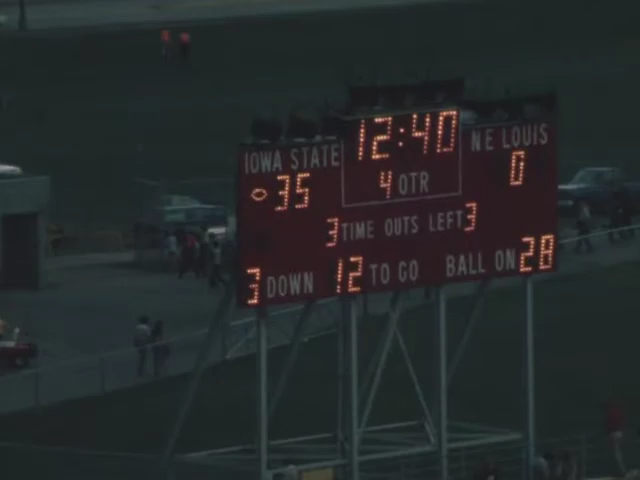 12:40
IOWA STATE NE LOUIS
35 4 QTR 0
3 TIME OUTS LEFT 3
3 DOWN 12 TO GO BALL ON 28